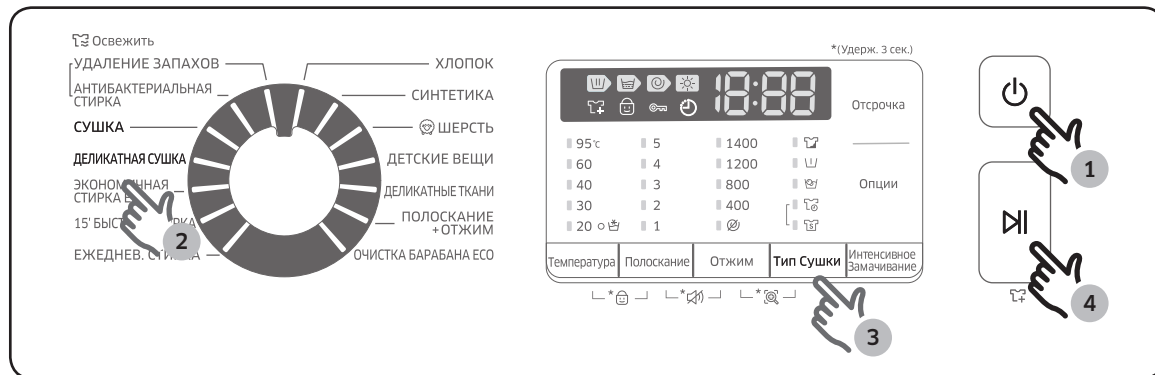 Освежить
УДАЛЕНИЕ ЗАПАХОВ
АНТИБАКТЕРИАЛЬНАЯ
СТИРКА
СУШКА
ДЕЛИКАТНАЯ СУШКА
СТИРКА
15' 
ЕЖЕДНЕВ.
ХЛОПОК
СИНТЕТИКА
ШЕРСТЬ
ДЕТСКИЕ ВЕЩИ
ДЕЛИКАТНЫЕ ТКАНИ
ПОЛОСКАНИЕ
+ОТЖИМ
ОЧИСТКА БАРАБАНА ECO
2
*(Удерж. 3 сек.)
18:88
Отсрочка
Опции
95°c 5 1400
60 4 1200
40 3 800
30 2 400
20 1
Температура
Полоскание
Отжим
Тип Сушки
Интенсивное
Замачивание
*
*
*
3
1
4